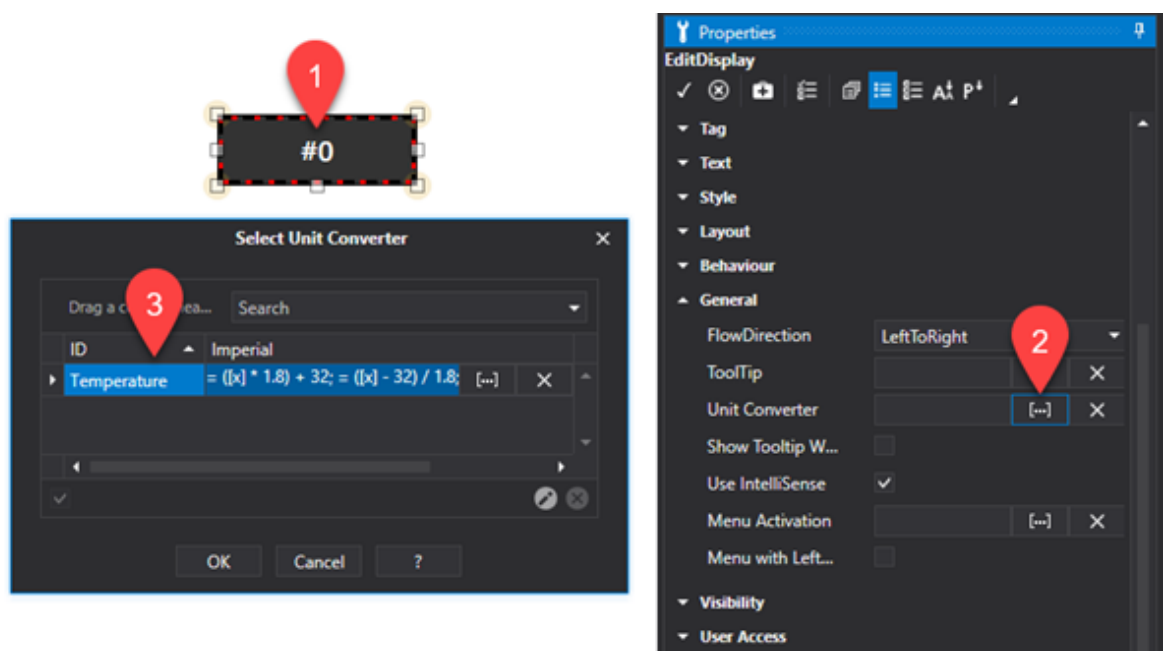 1
#0
Select Unit Converter
Drag a c
ea...
Search
3
ID
Imperial
Temperature
= ([x] * 1.8) + 32; = ([x] - 32) / 1.8;
[...]
OK
Cancel
?
Properties
EditDisplay
Tag
Text
Style
Layout
Behaviour
General
FlowDirection
LeftToRight
2
ToolTip
Unit Converter
[...]
Show Tooltip W...
Use IntelliSense
Menu Activation
[...]
Menu with Left...
Visibility
User Access